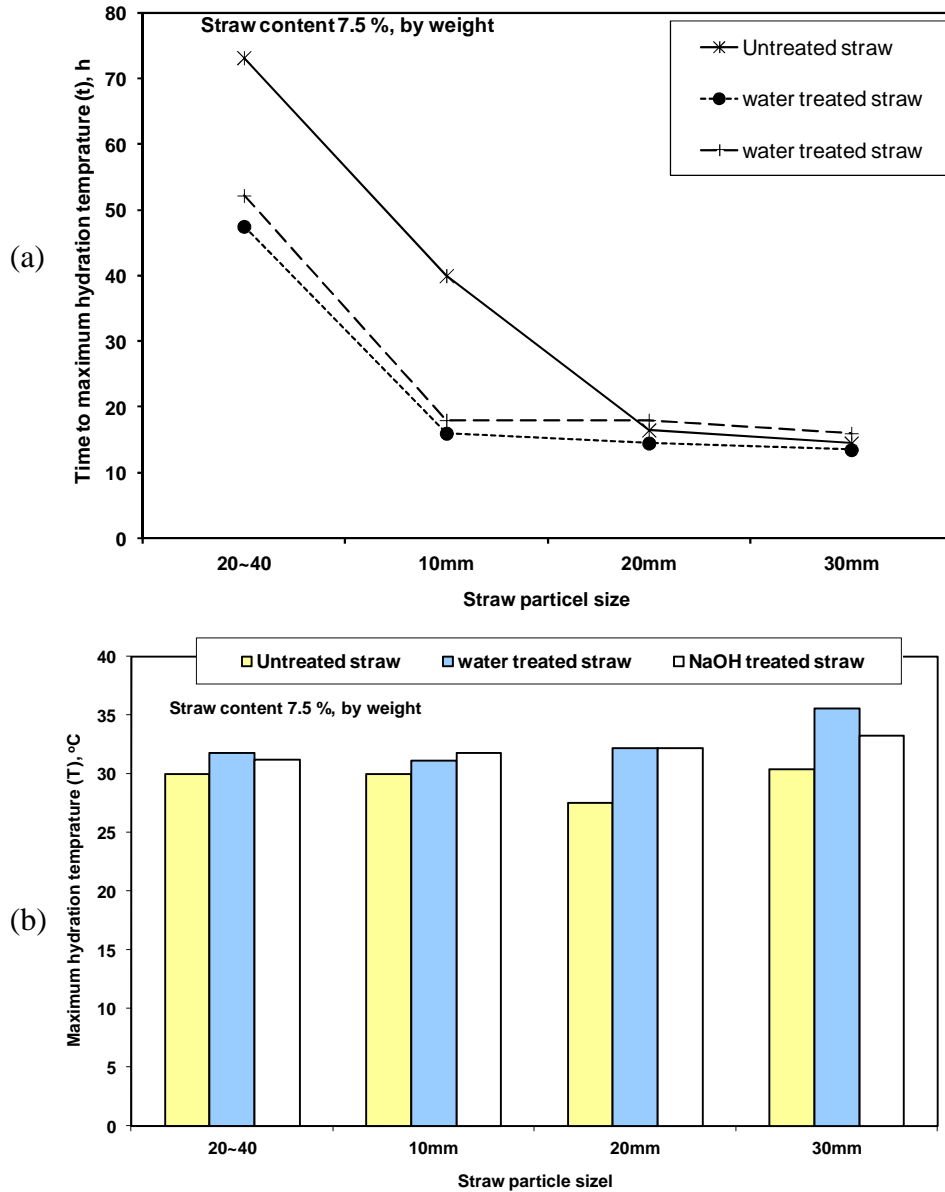 Straw content 7.5 %, by weight
Untreated straw
water treated straw
water treated straw
80
70
60
50
40
30
20
10
0
Time to maximum hydration temprature (t), h
(a)
20~40 10mm 20mm 30mm
Straw particel size
Untreated straw water treated straw NaOH treated straw
Straw content 7.5 %, by weight
40
35
30
25
20
15
10
5
0
Maximum hydration temprature (T), oC
(b)
20~40 10mm 20mm 30mm
Straw particle sizel